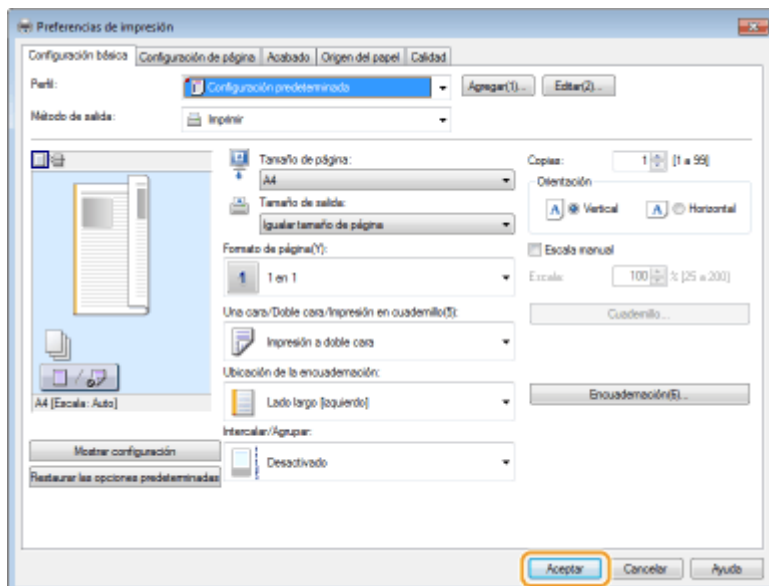 Preferencias de impresión
Configuración básica Configuración de página Acabado Origen del papel Calidad
Perfil: Configuración predeterminada Agregar(1)... Editar(2)...
Método de salida: Imprimir
Tamaño de página: Copias: 1 [1 a 99]
A4 Orientación
Tamaño de salida: A Vertical A Horizontal
Igualar tamaño de página
Formato de página(Y): Escala manual
1 1 en 1 Escala: 100 % [25 a 200]
Una cara/Doble cara/Impresión en cuadernillo(5): Cuadernillo...
Impresión a doble cara
Ubicación de la encuadernación:
A4 [Escala: Auto] Lado largo [izquierdo] Encuadernación(6)...
Intercalar/Agrupar:
Mostrar configuración Desactivado
Restaurar las opciones predeterminadas
Aceptar Cancelar Ayuda